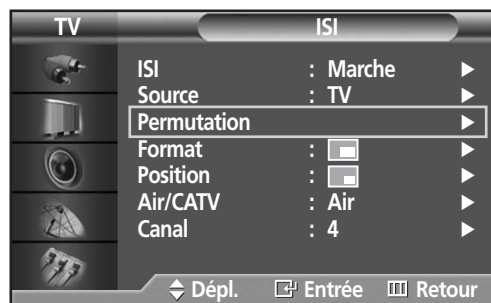 TV ISI
ISI : Marche
Source : TV
Permutation
Format :
Position :
Air/CATV : Air
Canal : 4
Dépl. Entrée Retour